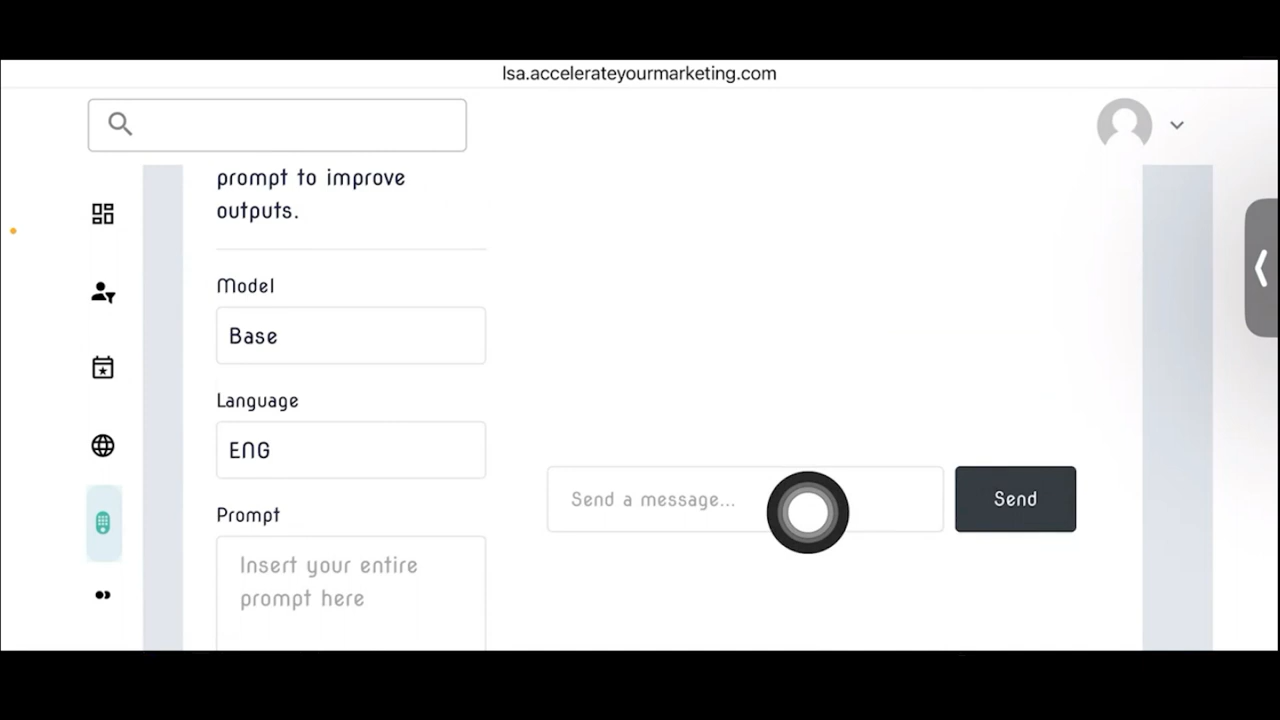 lsa.accelerateyourmarketing.com
prompt to improve
outputs.
Model
Base
Language
ENG
Prompt
Insert your entire
prompt here
Send a message...
Send